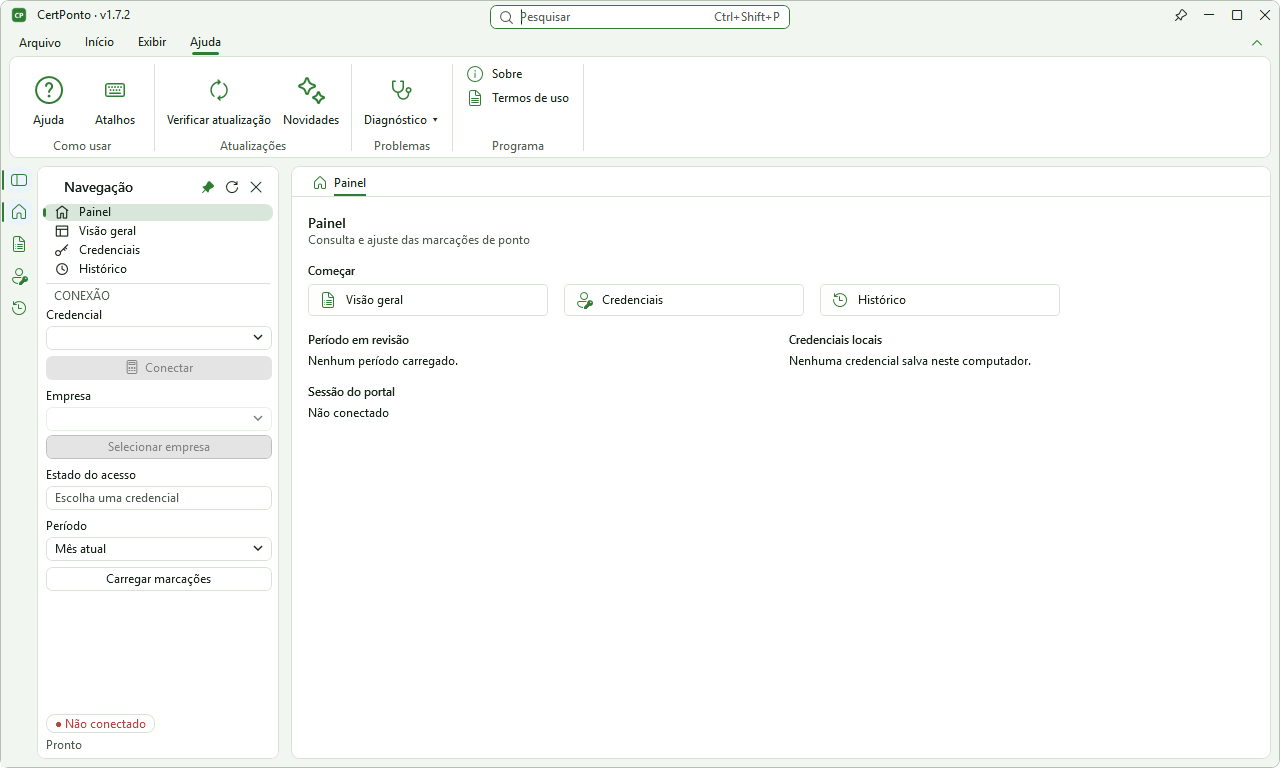 CP CertPonto · v1.7.2
Pesquisar Ctrl+Shift+P
Arquivo Início Exibir Ajuda
Ajuda Atalhos
Como usar
Verificar atualização Novidades
Atualizações
Diagnóstico
Problemas
Sobre
Termos de uso
Programa
Navegação
Painel
Visão geral
Credenciais
Histórico
CONEXÃO
Credencial
Conectar
Empresa
Selecionar empresa
Estado do acesso
Escolha uma credencial
Período
Mês atual
Carregar marcações
Não conectado
Pronto
Painel
Painel
Consulta e ajuste das marcações de ponto
Começar
Visão geral Credenciais Histórico
Período em revisão
Nenhum período carregado.
Credenciais locais
Nenhuma credencial salva neste computador.
Sessão do portal
Não conectado